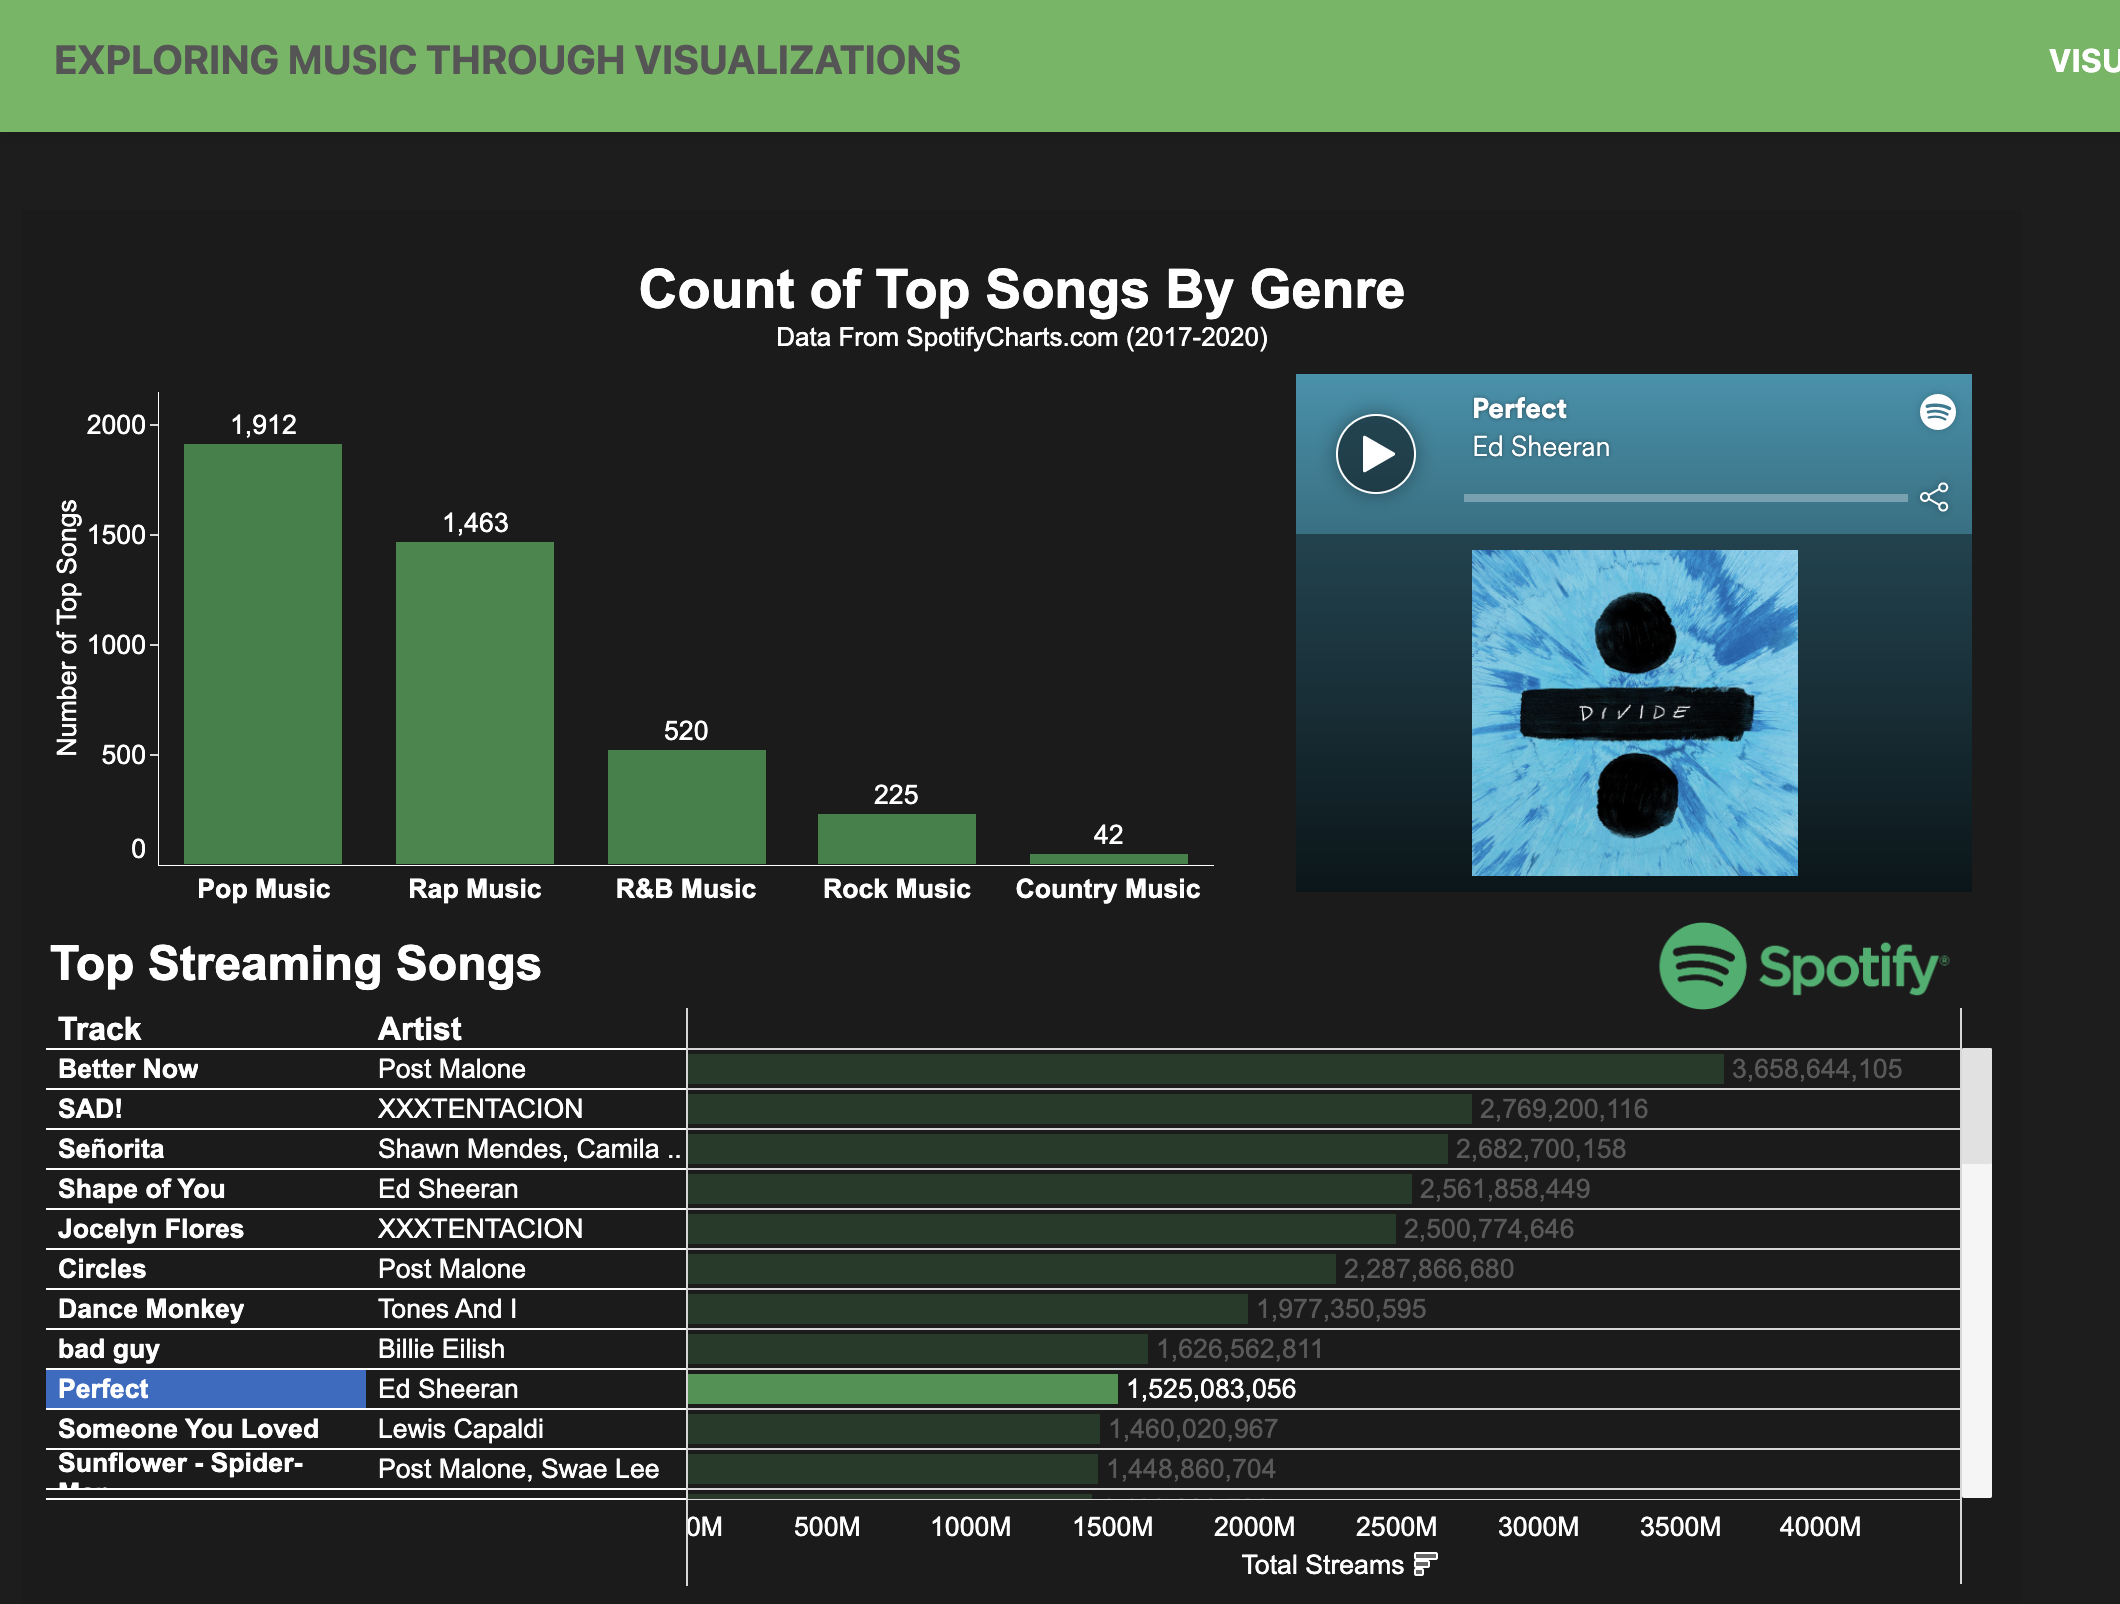 EXPLORING MUSIC THROUGH VISUALIZATIONS
VISU
Count of Top Songs By Genre
Data From SpotifyCharts.com (2017-2020)
Number of Top Songs
2000
1500
1000
500
0
1,912
1,463
520
225
42
Pop Music
Rap Music
R&B Music
Rock Music
Country Music
Perfect
Ed Sheeran
DIVIDE
Top Streaming Songs
Spotify®
Track Artist
Better Now Post Malone 3,658,644,105
SAD! XXXTENTACION 2,769,200,116
Señorita Shawn Mendes, Camila .. 2,682,700,158
Shape of You Ed Sheeran 2,561,858,449
Jocelyn Flores XXXTENTACION 2,500,774,646
Circles Post Malone 2,287,866,680
Dance Monkey Tones And I 1,977,350,595
bad guy Billie Eilish 1,626,562,811
Perfect Ed Sheeran 1,525,083,056
Someone You Loved Lewis Capaldi 1,460,020,967
Sunflower - Spider- Post Malone, Swae Lee 1,448,860,704
0M 500M 1000M 1500M 2000M 2500M 3000M 3500M 4000M
Total Streams